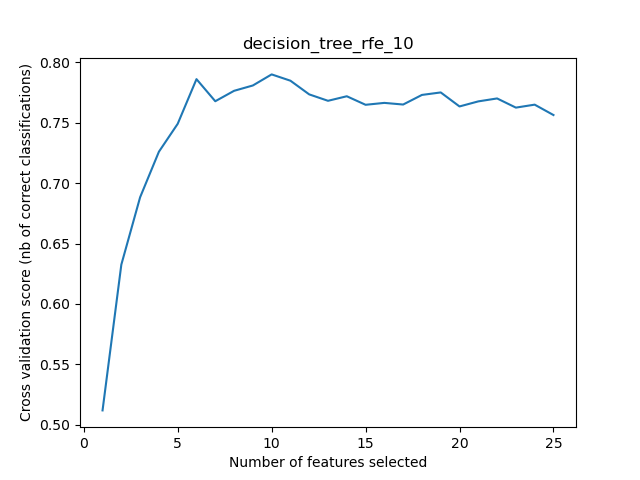 decision_tree_rfe_10
0.80
0.75
0.70
0.65
0.60
0.55
0.50
Cross validation score (nb of correct classifications)
0 5 10 15 20 25
Number of features selected